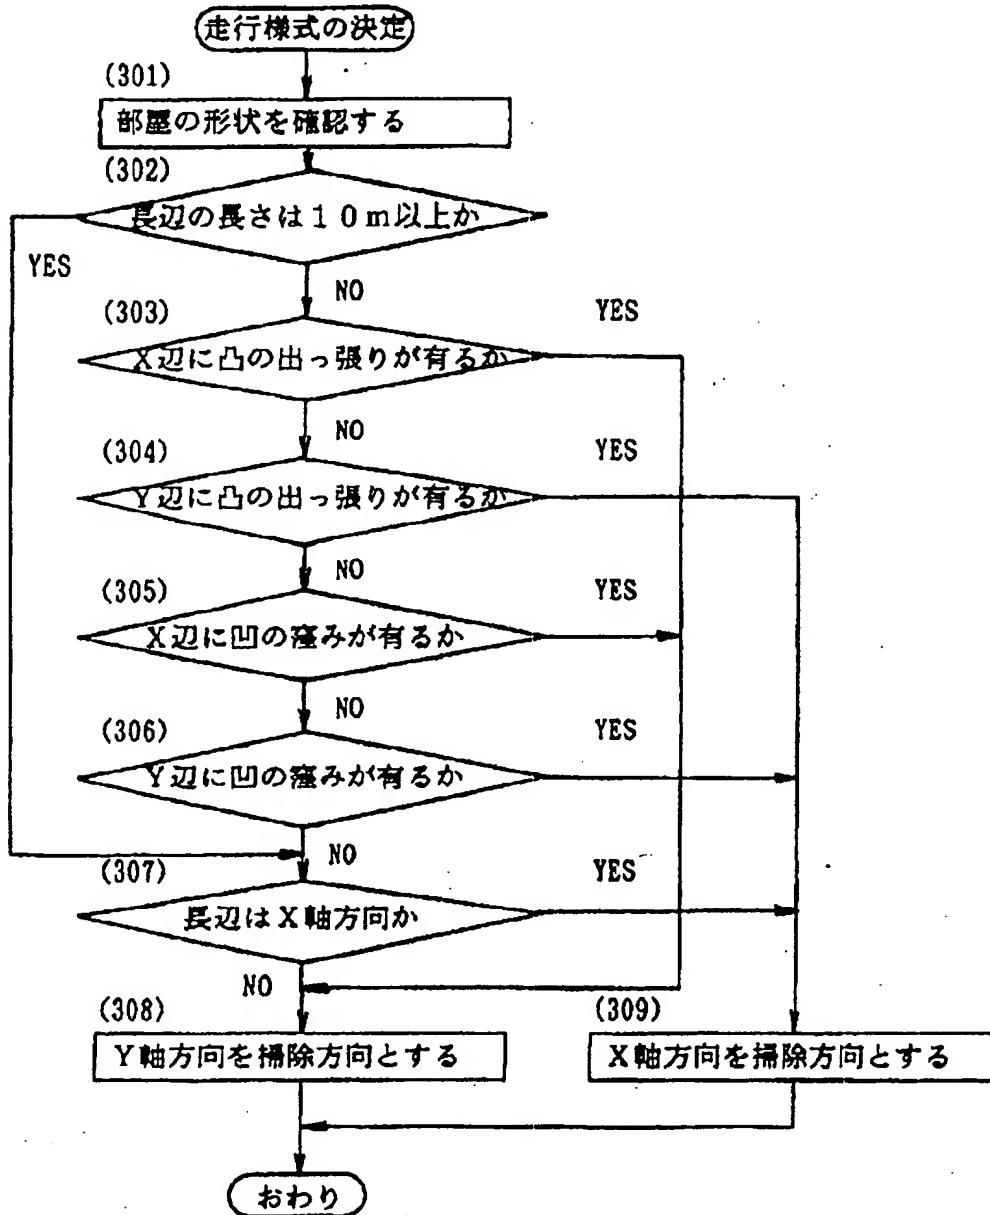 走行様式の決定
(301)
部屋の形状を確認する
(302)
長辺の長さは10m以上か
YES
NO
(303)
YES
X辺に凸の出っ張りが有るか
NO
(304)
YES
Y辺に凸の出っ張りが有るか
NO
(305)
YES
X辺に凹の窪みが有るか
NO
(306)
YES
Y辺に凹の窪みが有るか
NO
(307)
YES
長辺はX軸方向か
NO
(308)
(309)
Y軸方向を掃除方向とする
X軸方向を掃除方向とする
おわり